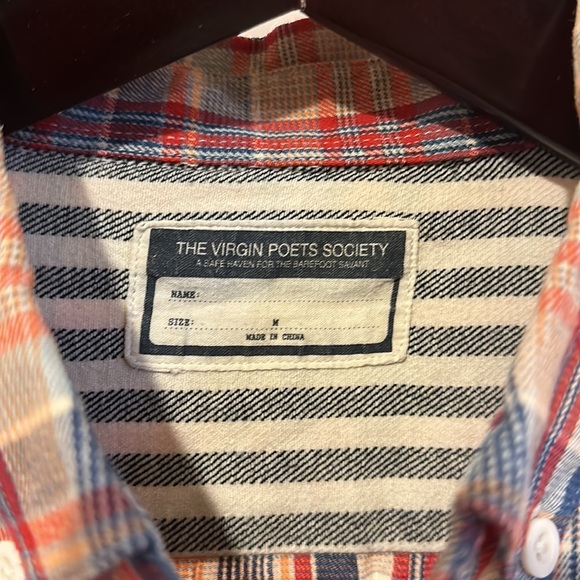 THE VIRGIN POETS SOCIETY
A SAFE HAVEN FOR THE BAREFOOT SAVANT
NAME:
SIZE: M
MADE IN CHINA